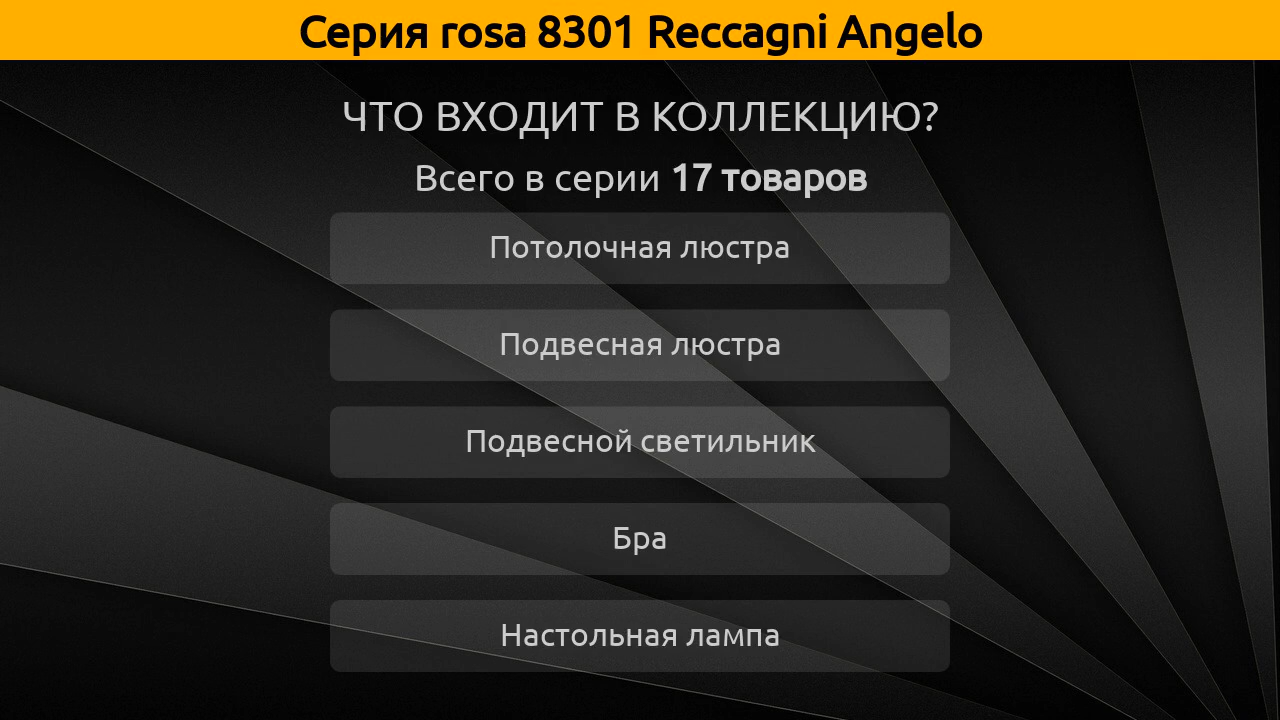 Серия rosa 8301 Reccagni Angelo
ЧТО ВХОДИТ В КОЛЛЕКЦИЮ?
Всего в серии 17 товаров
Потолочная люстра
Подвесная люстра
Подвесной светильник
Бра
Настольная лампа